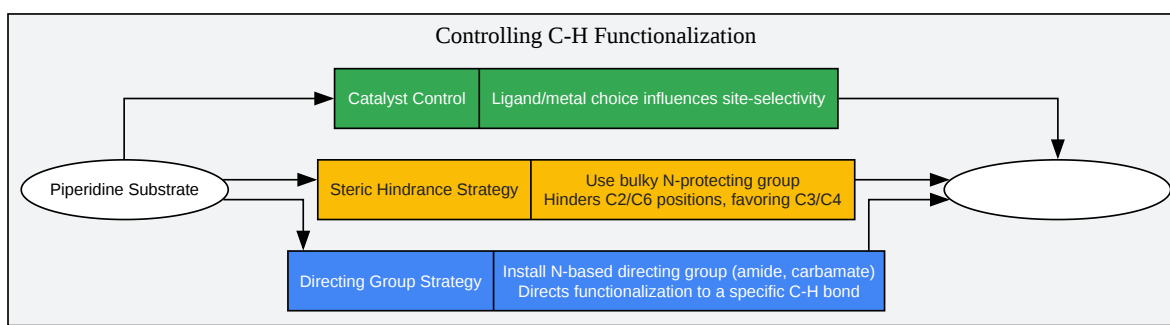 Controlling C-H Functionalization
Catalyst Control
Ligand/metal choice influences site-selectivity
Piperidine Substrate
Steric Hindrance Strategy
Use bulky N-protecting group
Hinders C2/C6 positions, favoring C3/C4
Directing Group Strategy
Install N-based directing group (amide, carbamate)
Directs functionalization to a specific C-H bond